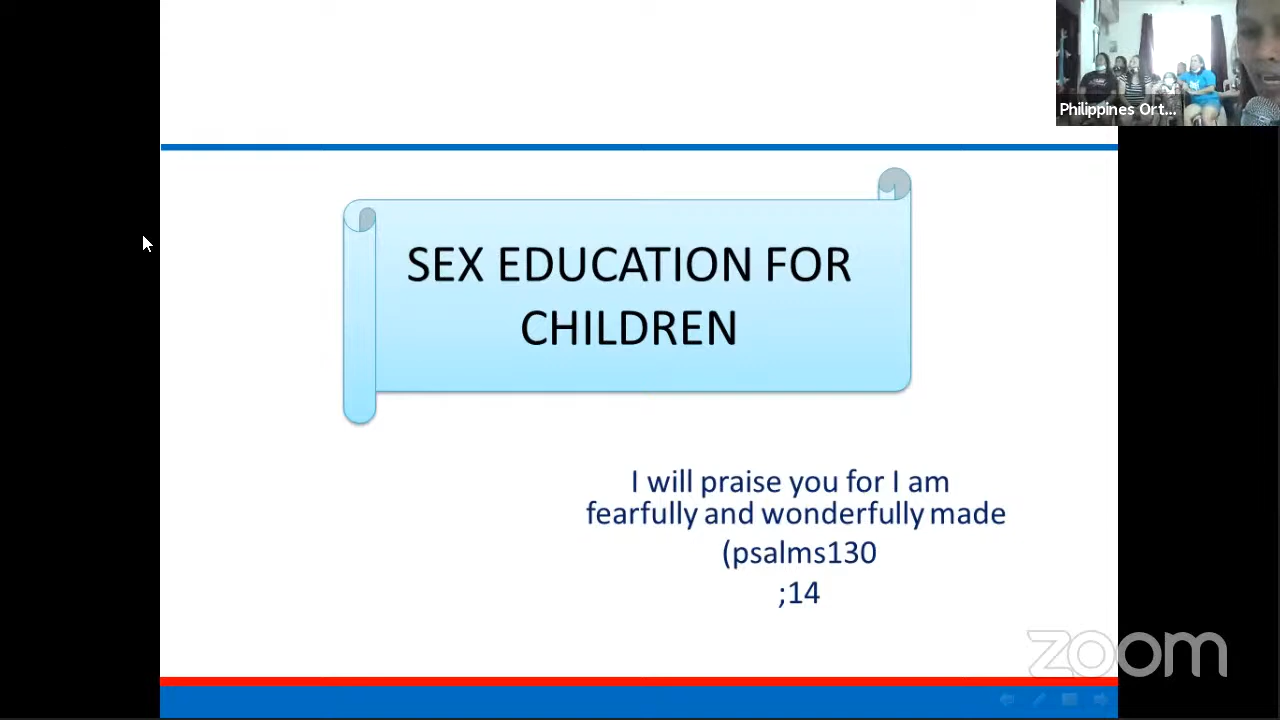 Philippines Ort...
SEX EDUCATION FOR
CHILDREN
I will praise you for I am
fearfully and wonderfully made
(psalms130
;14
zoom